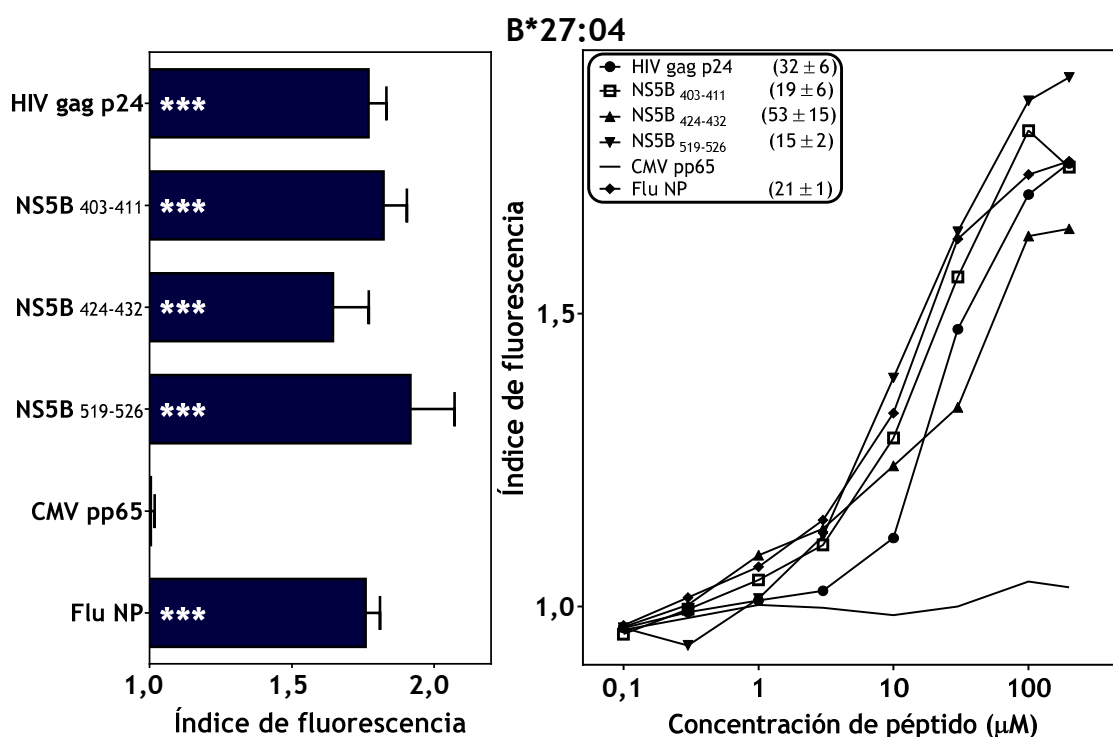 B*27:04
HIV gag p24
***
NS5B 403-411
***
NS5B 424-432
***
NS5B 519-526
***
CMV pp65
Flu NP
***
1,0 1,5 2,0
Índice de fluorescencia
HIV gag p24 (32 ± 6)
NS5B 403-411 (19 ± 6)
NS5B 424-432 (53 ± 15)
NS5B 519-526 (15 ± 2)
CMV pp65
Flu NP (21 ± 1)
Índice de fluorescencia
1,5
1,0
0,1 1 10 100
Concentración de péptido (µM)